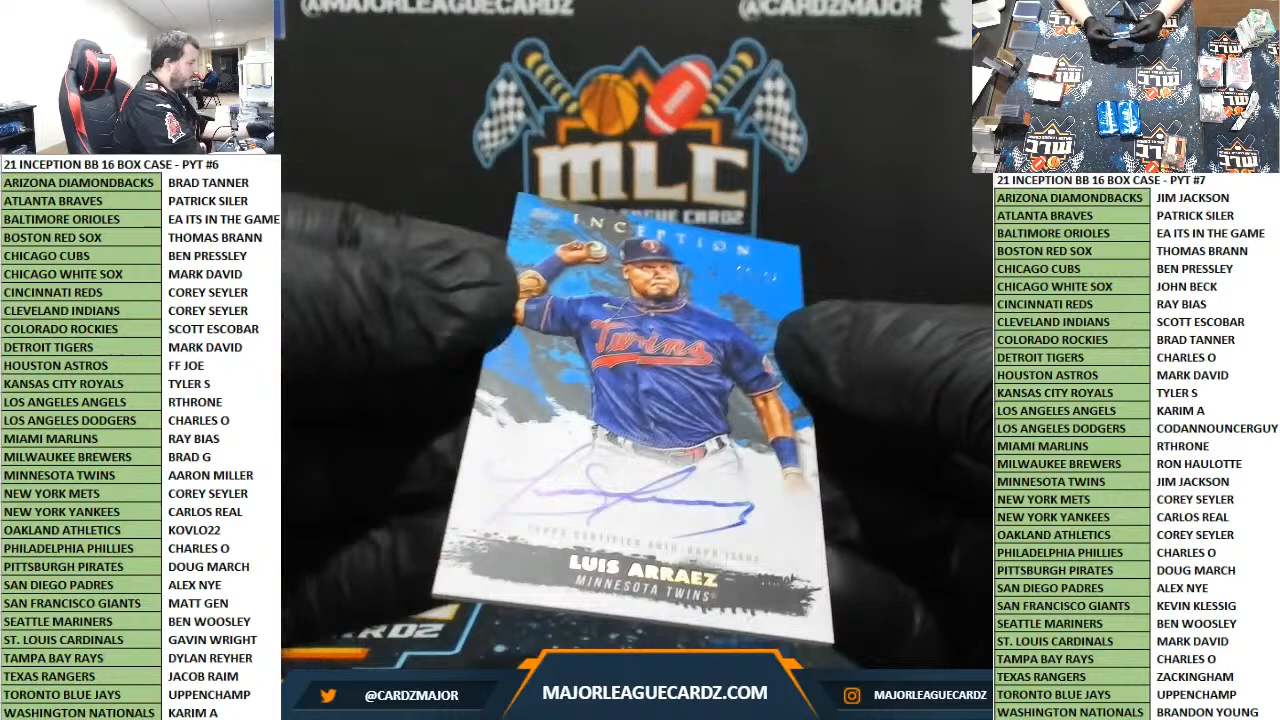 @MAJORLEAGUECARDZ
@CARDZMAJOR
MLC
INCEPTION
Twins
TOPPS CERTIFIED AUTOGRAPH ISSUE
LUIS ARRAEZ
MINNESOTA TWINS
@CARDZMAJOR
MAJORLEAGUECARDZ.COM
MAJORLEAGUECARDZ
21 INCEPTION BB 16 BOX CASE - PYT #6
ARIZONA DIAMONDBACKS BRAD TANNER
ATLANTA BRAVES PATRICK SILER
BALTIMORE ORIOLES EA ITS IN THE GAME
BOSTON RED SOX THOMAS BRANN
CHICAGO CUBS BEN PRESSLEY
CHICAGO WHITE SOX MARK DAVID
CINCINNATI REDS COREY SEYLER
CLEVELAND INDIANS COREY SEYLER
COLORADO ROCKIES SCOTT ESCOBAR
DETROIT TIGERS MARK DAVID
HOUSTON ASTROS FF JOE
KANSAS CITY ROYALS TYLER S
LOS ANGELES ANGELS RTHRONE
LOS ANGELES DODGERS CHARLES O
MIAMI MARLINS RAY BIAS
MILWAUKEE BREWERS BRAD G
MINNESOTA TWINS AARON MILLER
NEW YORK METS COREY SEYLER
NEW YORK YANKEES CARLOS REAL
OAKLAND ATHLETICS KOVLO22
PHILADELPHIA PHILLIES CHARLES O
PITTSBURGH PIRATES DOUG MARCH
SAN DIEGO PADRES ALEX NYE
SAN FRANCISCO GIANTS MATT GEN
SEATTLE MARINERS BEN WOOSLEY
ST. LOUIS CARDINALS GAVIN WRIGHT
TAMPA BAY RAYS DYLAN REYHER
TEXAS RANGERS JACOB RAIM
TORONTO BLUE JAYS UPPENCHAMP
WASHINGTON NATIONALS KARIM A
21 INCEPTION BB 16 BOX CASE - PYT #7
ARIZONA DIAMONDBACKS JIM JACKSON
ATLANTA BRAVES PATRICK SILER
BALTIMORE ORIOLES EA ITS IN THE GAME
BOSTON RED SOX THOMAS BRANN
CHICAGO CUBS BEN PRESSLEY
CHICAGO WHITE SOX JOHN BECK
CINCINNATI REDS RAY BIAS
CLEVELAND INDIANS SCOTT ESCOBAR
COLORADO ROCKIES BRAD TANNER
DETROIT TIGERS CHARLES O
HOUSTON ASTROS MARK DAVID
KANSAS CITY ROYALS TYLER S
LOS ANGELES ANGELS KARIM A
LOS ANGELES DODGERS CODANNOUNCERGUY
MIAMI MARLINS RTHRONE
MILWAUKEE BREWERS RON HAULOTTE
MINNESOTA TWINS JIM JACKSON
NEW YORK METS COREY SEYLER
NEW YORK YANKEES CARLOS REAL
OAKLAND ATHLETICS COREY SEYLER
PHILADELPHIA PHILLIES CHARLES O
PITTSBURGH PIRATES DOUG MARCH
SAN DIEGO PADRES ALEX NYE
SAN FRANCISCO GIANTS KEVIN KLESSIG
SEATTLE MARINERS BEN WOOSLEY
ST. LOUIS CARDINALS MARK DAVID
TAMPA BAY RAYS CHARLES O
TEXAS RANGERS ZACKINGHAM
TORONTO BLUE JAYS UPPENCHAMP
WASHINGTON NATIONALS BRANDON YOUNG